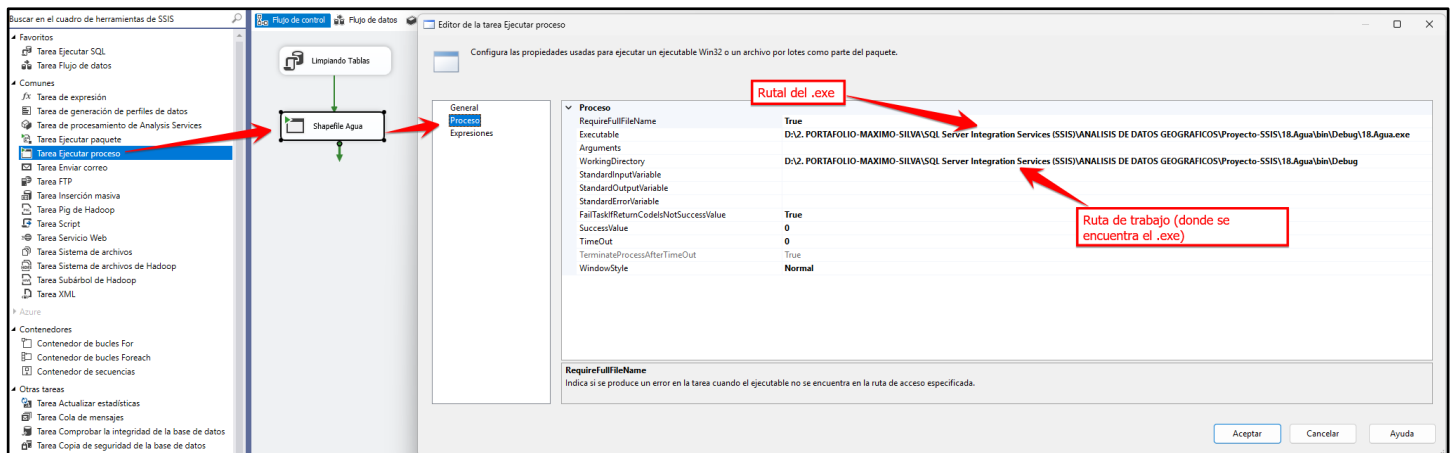 Buscar en el cuadro de herramientas de SSIS
Favoritos
Tarea Ejecutar SQL
Tarea Flujo de datos
Comunes
Tarea de expresión
Tarea de generación de perfiles de datos
Tarea de procesamiento de Analysis Services
Tarea Ejecutar paquete
Tarea Ejecutar proceso
Tarea Enviar correo
Tarea FTP
Tarea Inserción masiva
Tarea Pig de Hadoop
Tarea Script
Tarea Servicio Web
Tarea Sistema de archivos
Tarea Sistema de archivos de Hadoop
Tarea Subárbol de Hadoop
Tarea XML
Azure
Contenedores
Contenedor de bucles For
Contenedor de bucles Foreach
Contenedor de secuencias
Otras tareas
Tarea Actualizar estadísticas
Tarea Cola de mensajes
Tarea Comprobar la integridad de la base de datos
Tarea Copia de seguridad de la base de datos
Flujo de control
Flujo de datos
Limpiando Tablas
Shapefile Agua
Editor de la tarea Ejecutar proceso
Configura las propiedades usadas para ejecutar un ejecutable Win32 o un archivo por lotes como parte del paquete.
Rutal del .exe
General
Proceso
Expresiones
Proceso
RequireFullFileName True
Executable D:\2. PORTAFOLIO-MAXIMO-SILVA\SQL Server Integration Services (SSIS)\ANALISIS DE DATOS GEOGRAFICOS\Proyecto-SSIS\18.Agua\bin\Debug\18.Agua.exe
Arguments
WorkingDirectory D:\2. PORTAFOLIO-MAXIMO-SILVA\SQL Server Integration Services (SSIS)\ANALISIS DE DATOS GEOGRAFICOS\Proyecto-SSIS\18.Agua\bin\Debug
StandardInputVariable
StandardOutputVariable
StandardErrorVariable
FailTaskIfReturnCodeIsNotSuccessValue True
SuccessValue 0
TimeOut 0
TerminateProcessAfterTimeOut True
WindowStyle Normal
Ruta de trabajo (donde se
encuentra el .exe)
RequireFullFileName
Indica si se produce un error en la tarea cuando el ejecutable no se encuentra en la ruta de acceso especificada.
Aceptar
Cancelar
Ayuda